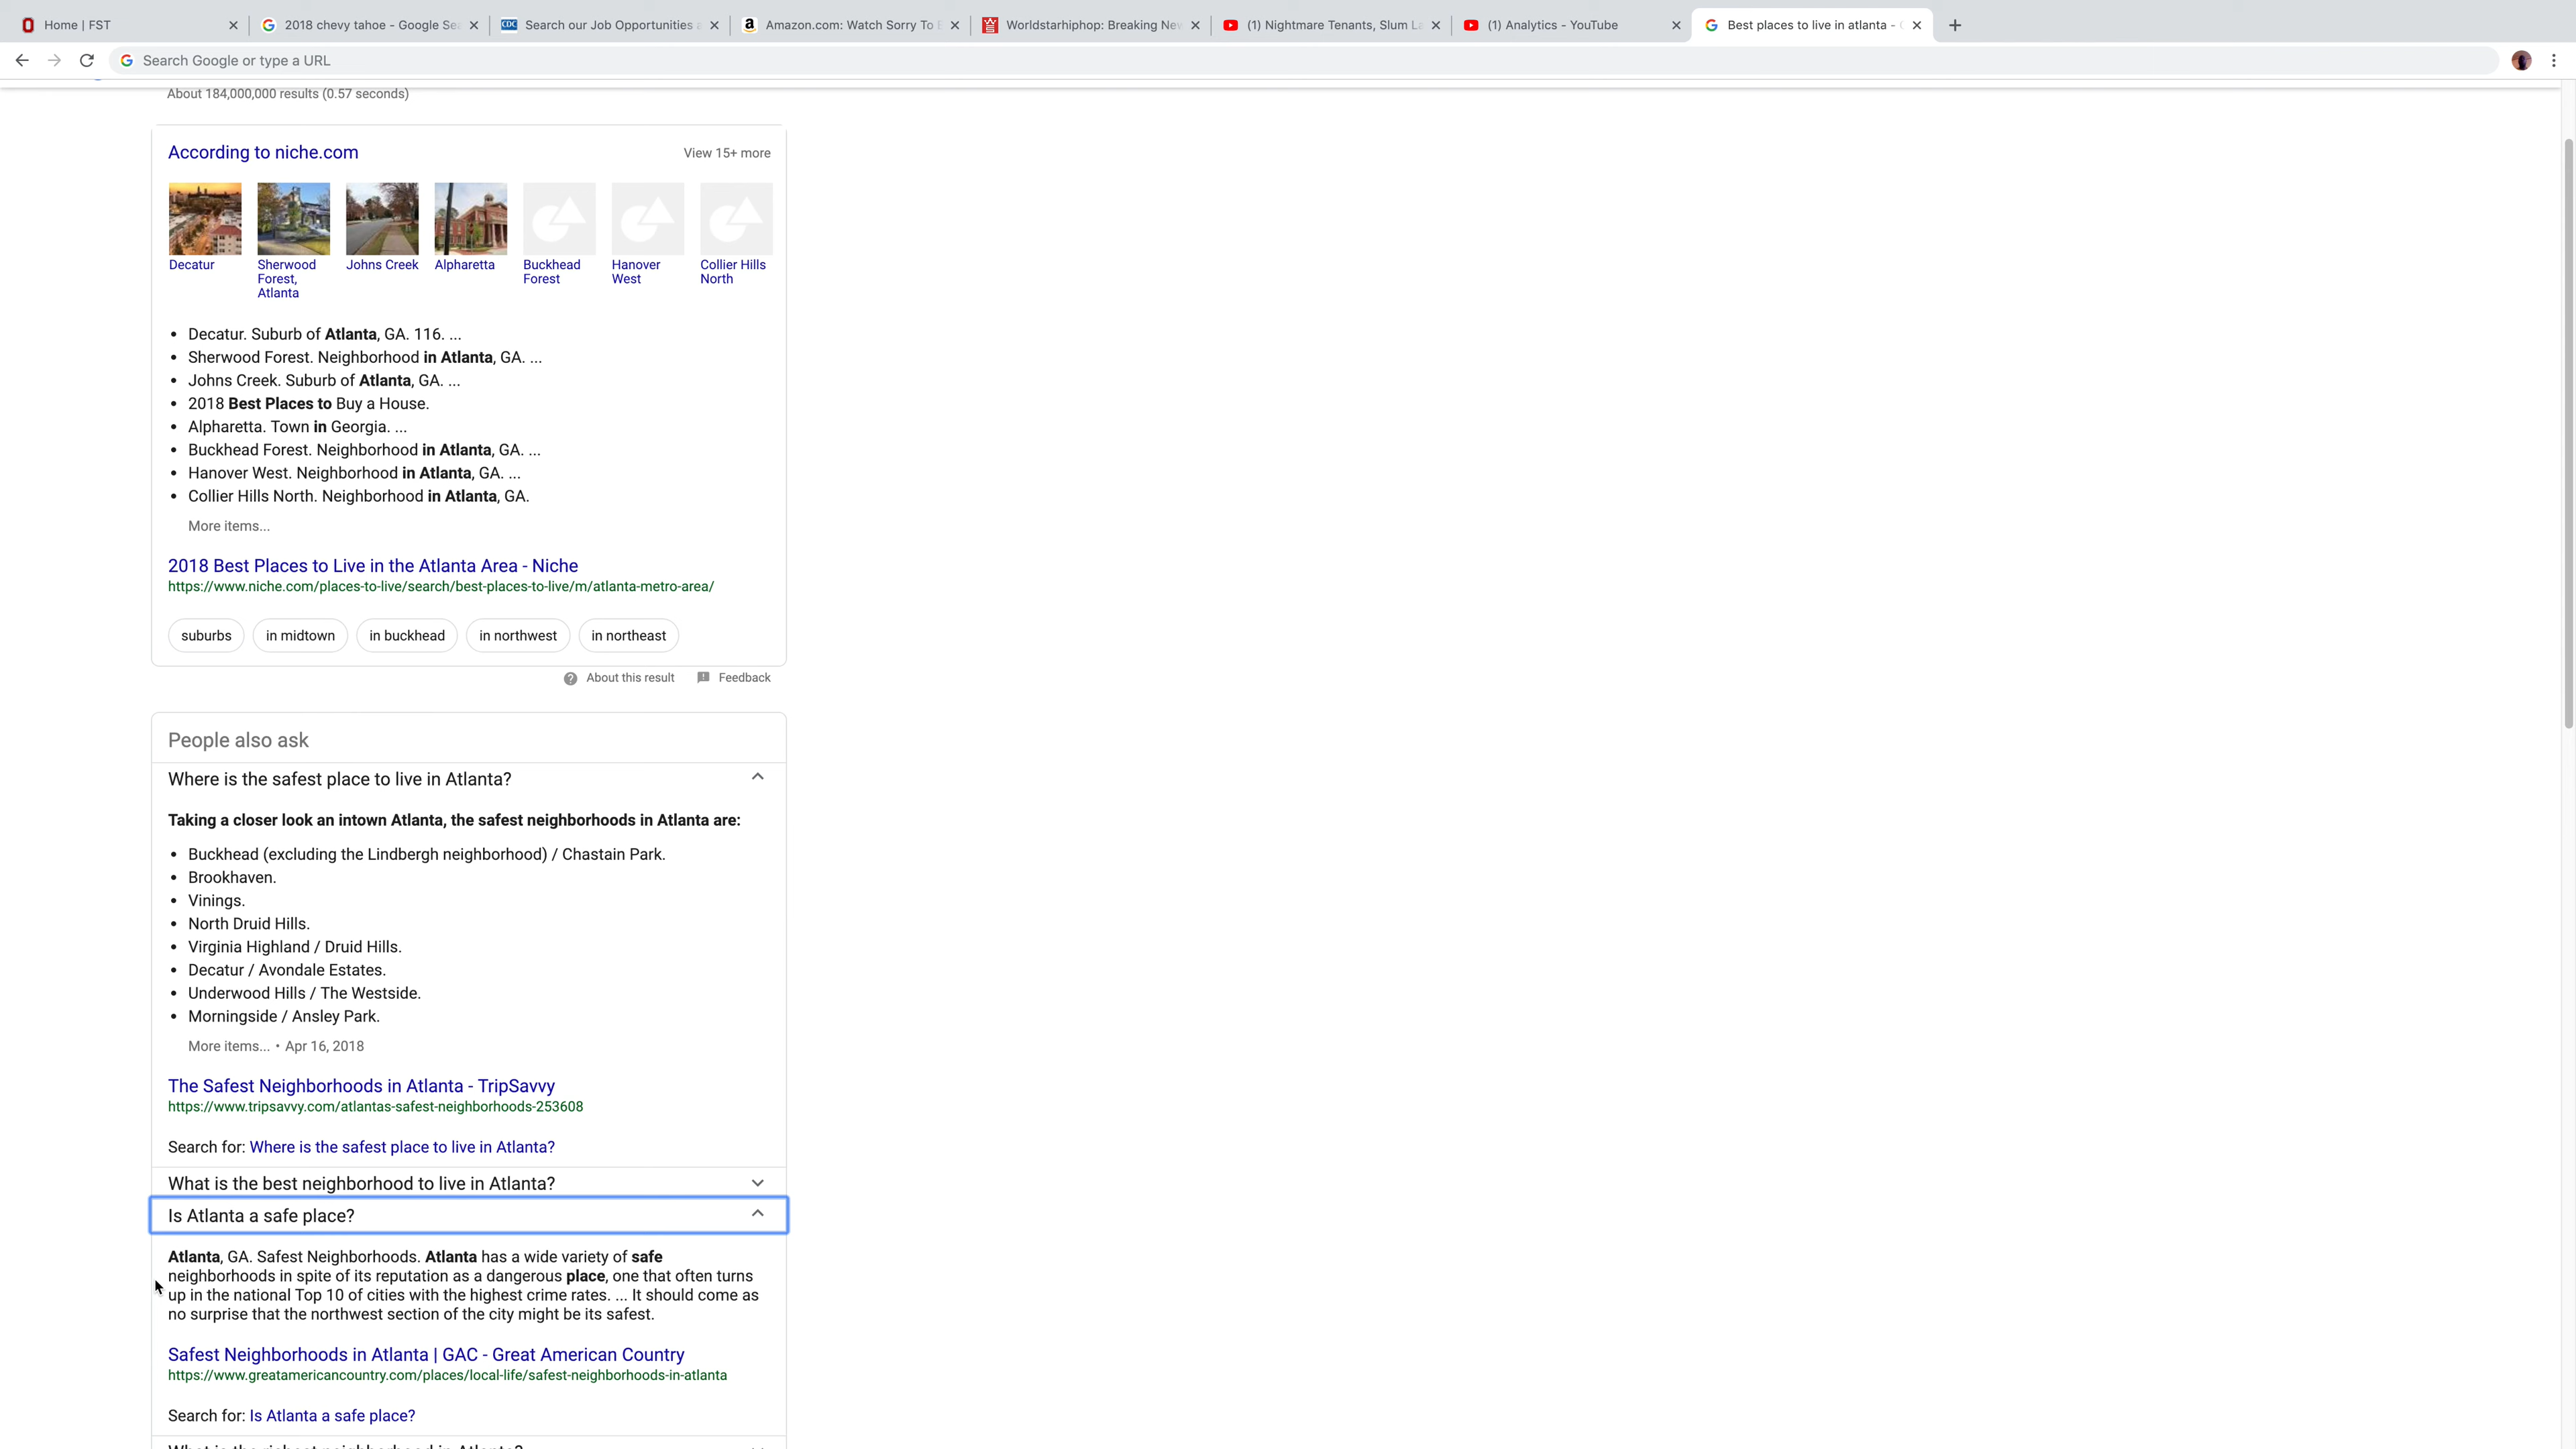 Home | FST
2018 chevy tahoe - Google Se
CDC
Search our Job Opportunities
Amazon.com: Watch Sorry To
Worldstarhiphop: Breaking Ne
(1) Nightmare Tenants, Slum L
(1) Analytics - YouTube
Best places to live in atlanta -
Search Google or type a URL
About 184,000,000 results (0.57 seconds)
According to niche.com
View 15+ more
Decatur
Sherwood
Forest,
Atlanta
Johns Creek
Alpharetta
Buckhead
Forest
Hanover
West
Collier Hills
North
• Decatur. Suburb of Atlanta, GA. 116. ...
• Sherwood Forest. Neighborhood in Atlanta, GA. ...
• Johns Creek. Suburb of Atlanta, GA. ...
• 2018 Best Places to Buy a House.
• Alpharetta. Town in Georgia. ...
• Buckhead Forest. Neighborhood in Atlanta, GA. ...
• Hanover West. Neighborhood in Atlanta, GA. ...
• Collier Hills North. Neighborhood in Atlanta, GA.
More items...
2018 Best Places to Live in the Atlanta Area - Niche
https://www.niche.com/places-to-live/search/best-places-to-live/m/atlanta-metro-area/
suburbs
in midtown
in buckhead
in northwest
in northeast
About this result
Feedback
People also ask
Where is the safest place to live in Atlanta?
Taking a closer look an intown Atlanta, the safest neighborhoods in Atlanta are:
• Buckhead (excluding the Lindbergh neighborhood) / Chastain Park.
• Brookhaven.
• Vinings.
• North Druid Hills.
• Virginia Highland / Druid Hills.
• Decatur / Avondale Estates.
• Underwood Hills / The Westside.
• Morningside / Ansley Park.
More items... • Apr 16, 2018
The Safest Neighborhoods in Atlanta - TripSavvy
https://www.tripsavvy.com/atlantas-safest-neighborhoods-253608
Search for: Where is the safest place to live in Atlanta?
What is the best neighborhood to live in Atlanta?
Is Atlanta a safe place?
Atlanta, GA. Safest Neighborhoods. Atlanta has a wide variety of safe
neighborhoods in spite of its reputation as a dangerous place, one that often turns
up in the national Top 10 of cities with the highest crime rates. ... It should come as
no surprise that the northwest section of the city might be its safest.
Safest Neighborhoods in Atlanta | GAC - Great American Country
https://www.greatamericancountry.com/places/local-life/safest-neighborhoods-in-atlanta
Search for: Is Atlanta a safe place?
What is the richest neighborhood in Atlanta?